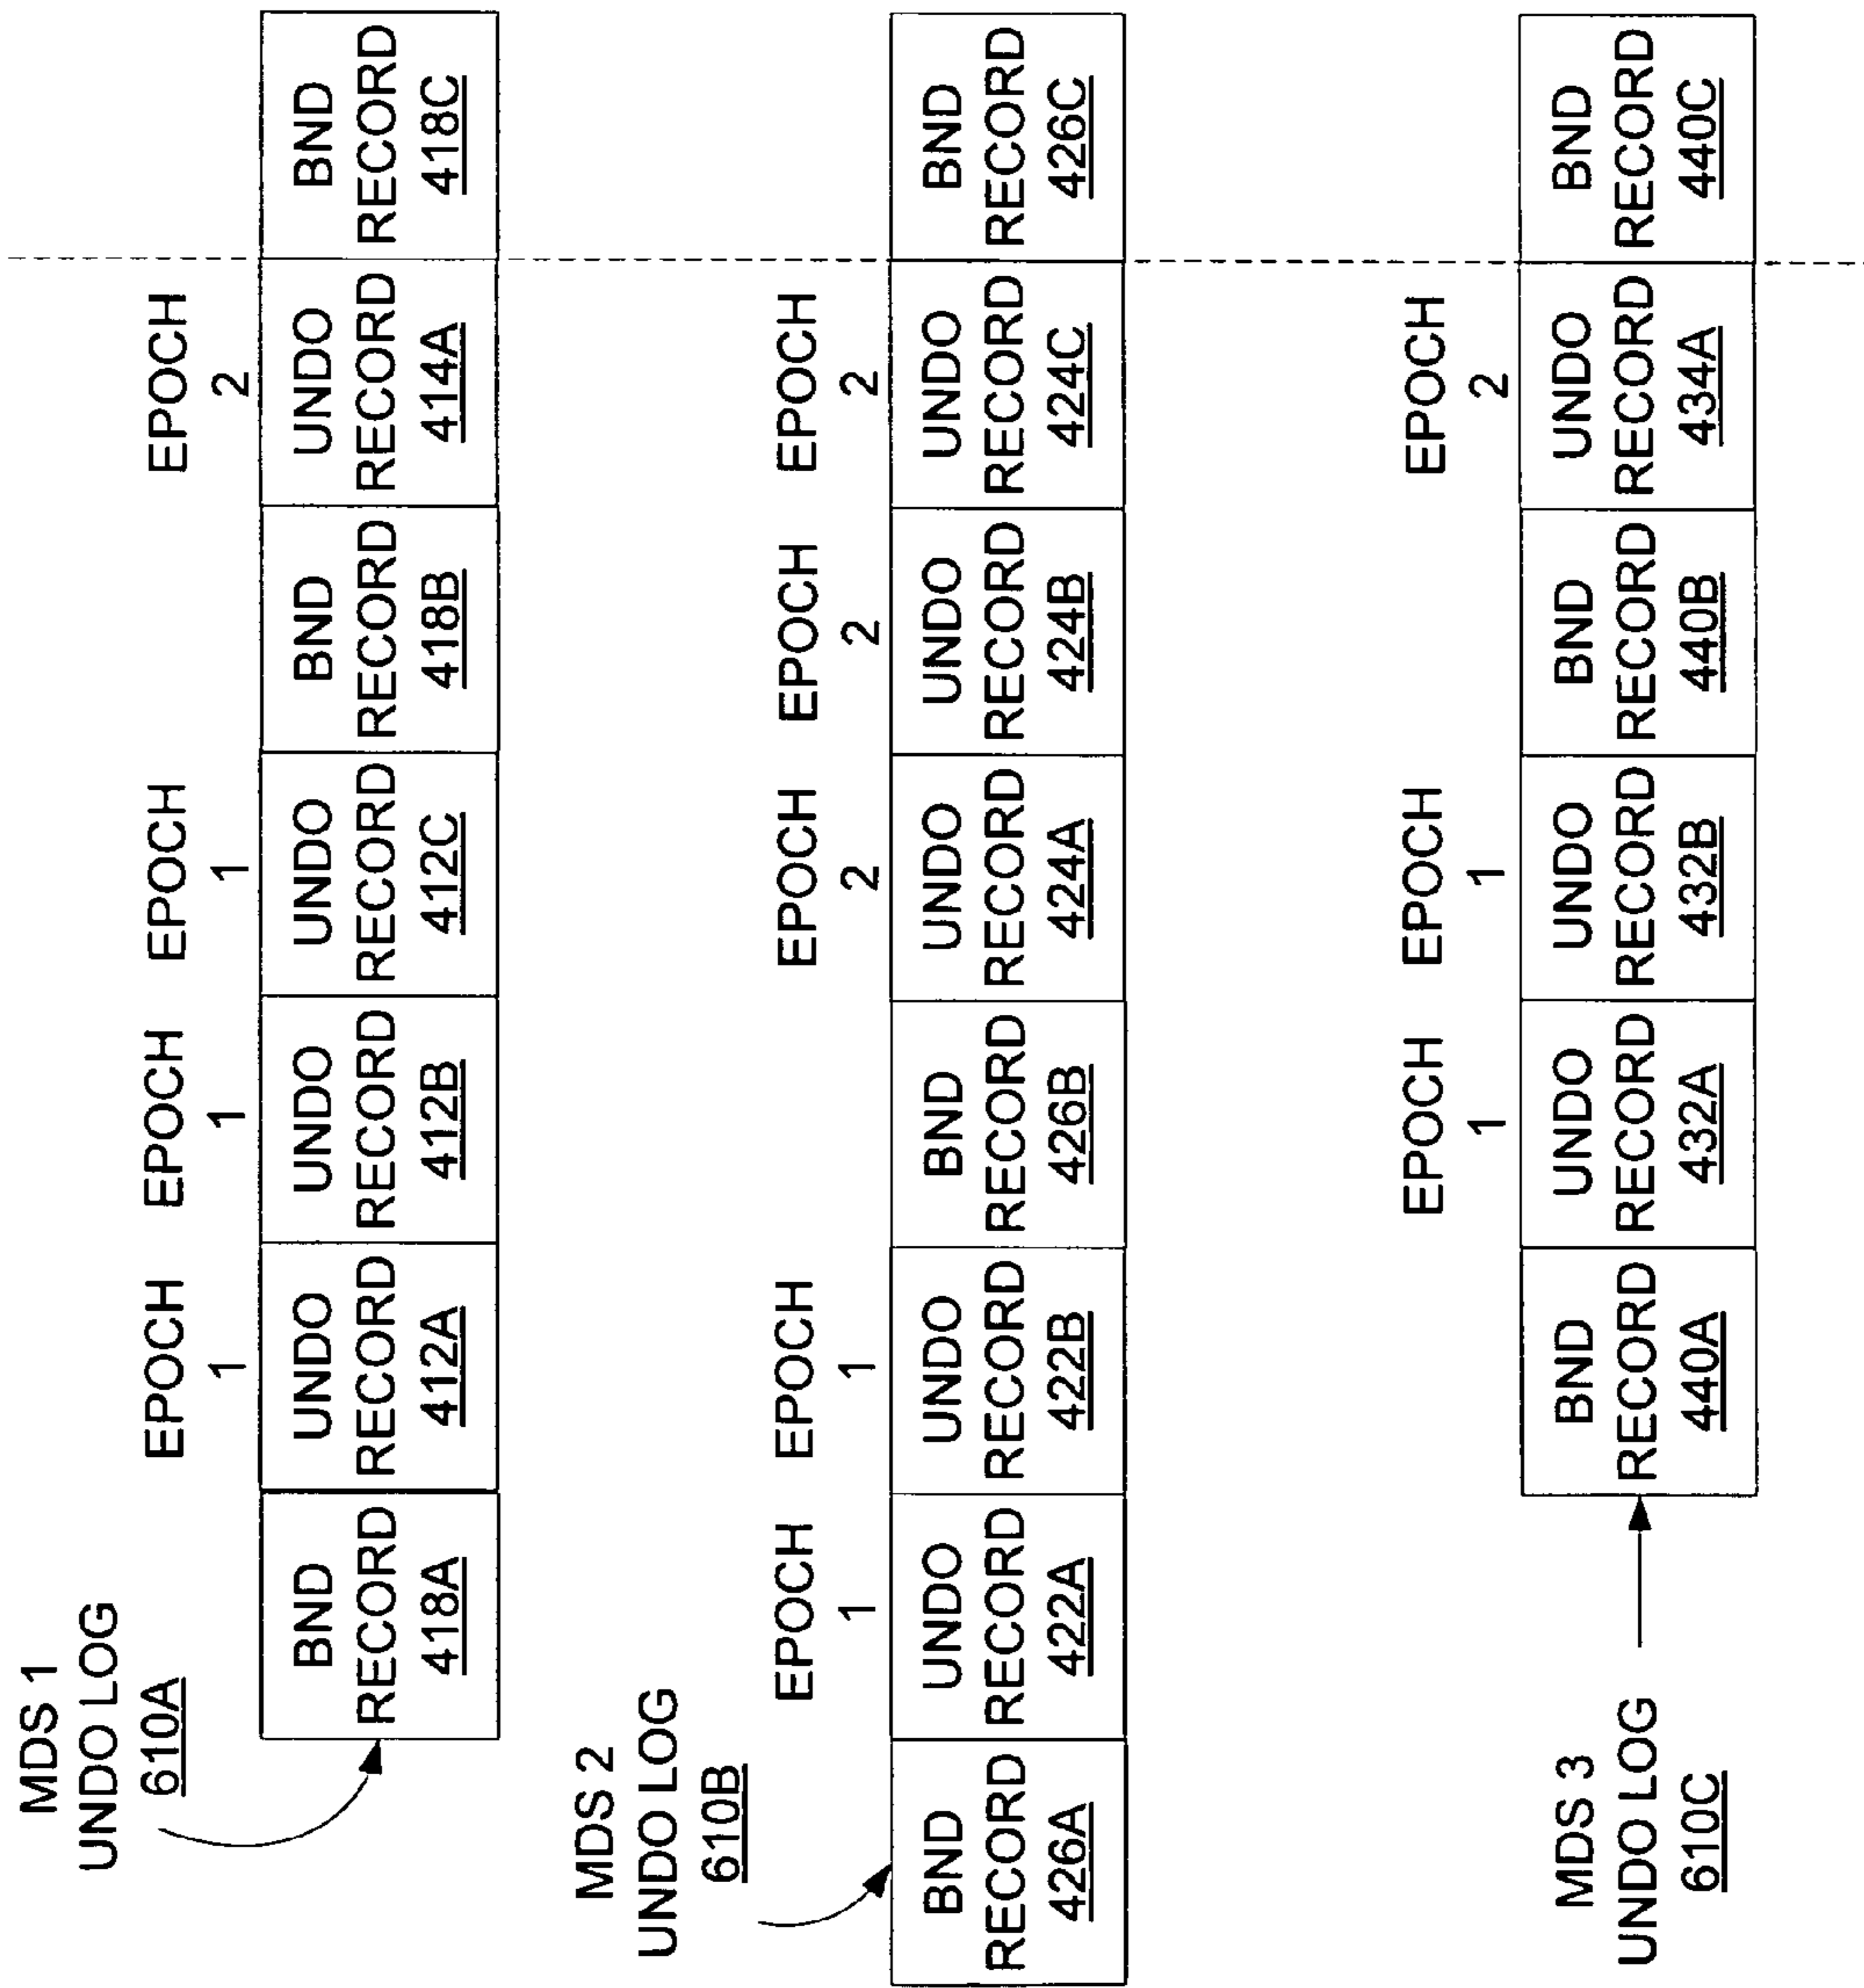 MDS 1
UNDO LOG
610A
EPOCH
1
EPOCH
1
EPOCH
1
EPOCH
2
BND
RECORD
418A
UNDO
RECORD
412A
UNDO
RECORD
412B
UNDO
RECORD
412C
BND
RECORD
418B
UNDO
RECORD
414A
BND
RECORD
418C
MDS 2
UNDO LOG
610B
EPOCH
1
EPOCH
1
EPOCH
2
EPOCH
2
EPOCH
2
BND
RECORD
426A
UNDO
RECORD
422A
UNDO
RECORD
422B
BND
RECORD
426B
UNDO
RECORD
424A
UNDO
RECORD
424B
UNDO
RECORD
424C
BND
RECORD
426C
MDS 3
UNDO LOG
610C
EPOCH
1
EPOCH
1
EPOCH
2
BND
RECORD
440A
UNDO
RECORD
432A
UNDO
RECORD
432B
BND
RECORD
440B
UNDO
RECORD
434A
BND
RECORD
440C